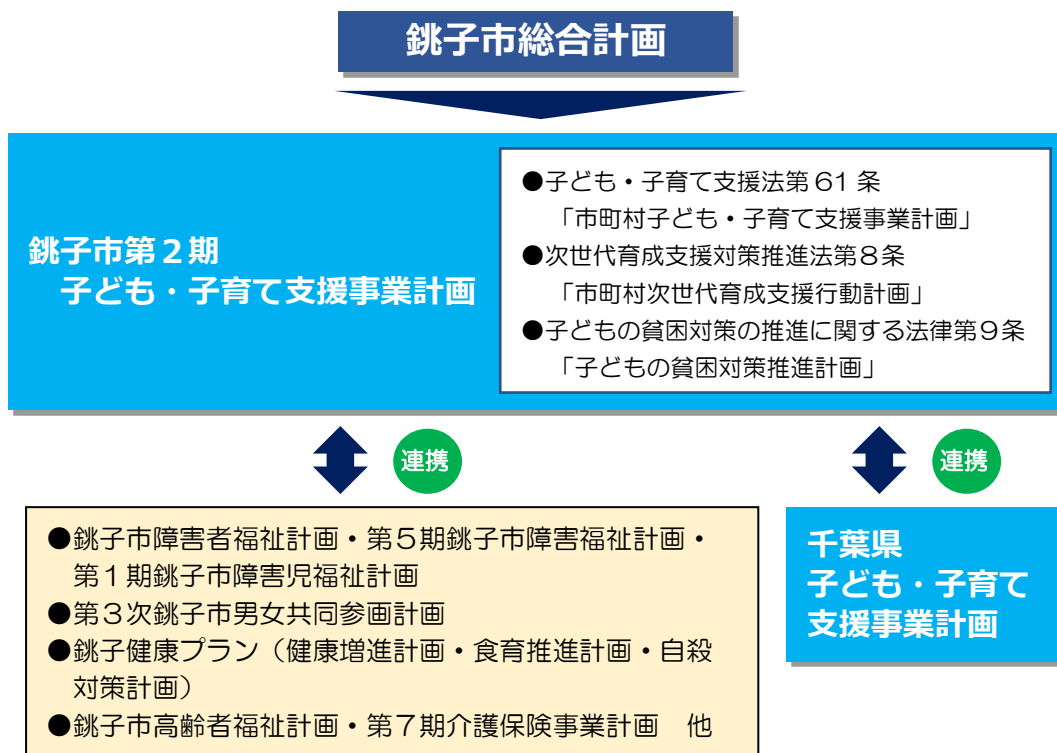 銚子市総合計画
銚子市第２期
子ども・子育て支援事業計画
●子ども・子育て支援法第 61 条
「市町村子ども・子育て支援事業計画」
●次世代育成支援対策推進法第８条
「市町村次世代育成支援行動計画」
●子どもの貧困対策の推進に関する法律第９条
「子どもの貧困対策推進計画」
連携
連携
●銚子市障害者福祉計画・第５期銚子市障害福祉計画・
第１期銚子市障害児福祉計画
●第３次銚子市男女共同参画計画
●銚子健康プラン（健康増進計画・食育推進計画・自殺
対策計画）
●銚子市高齢者福祉計画・第７期介護保険事業計画　他
千葉県
子ども・子育て
支援事業計画